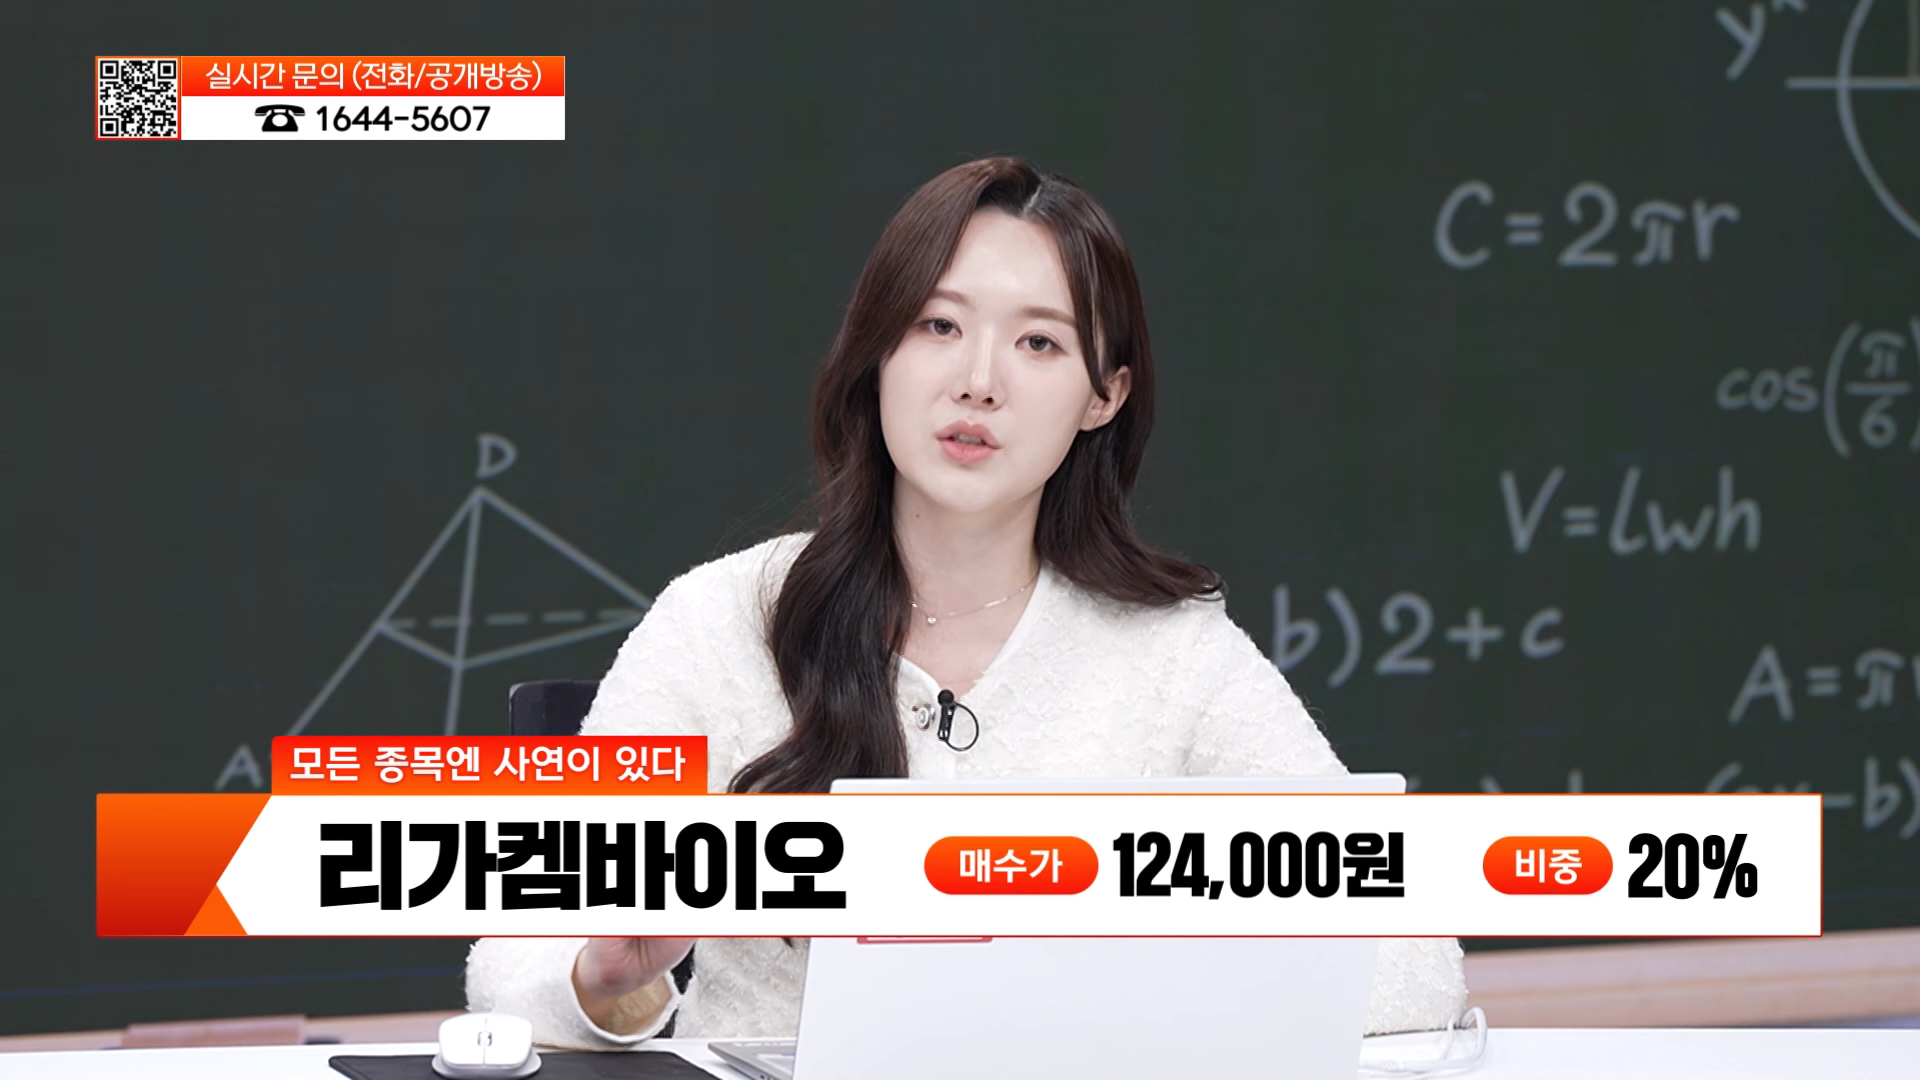 실시간 문의 (전화/공개방송)
☎ 1644-5607
C=2πr
cos(π/6)
D
V=lwh
b)2+c
A=π
A
모든 종목엔 사연이 있다
리가켐바이오 매수가 124,000원 비중 20%
-b)